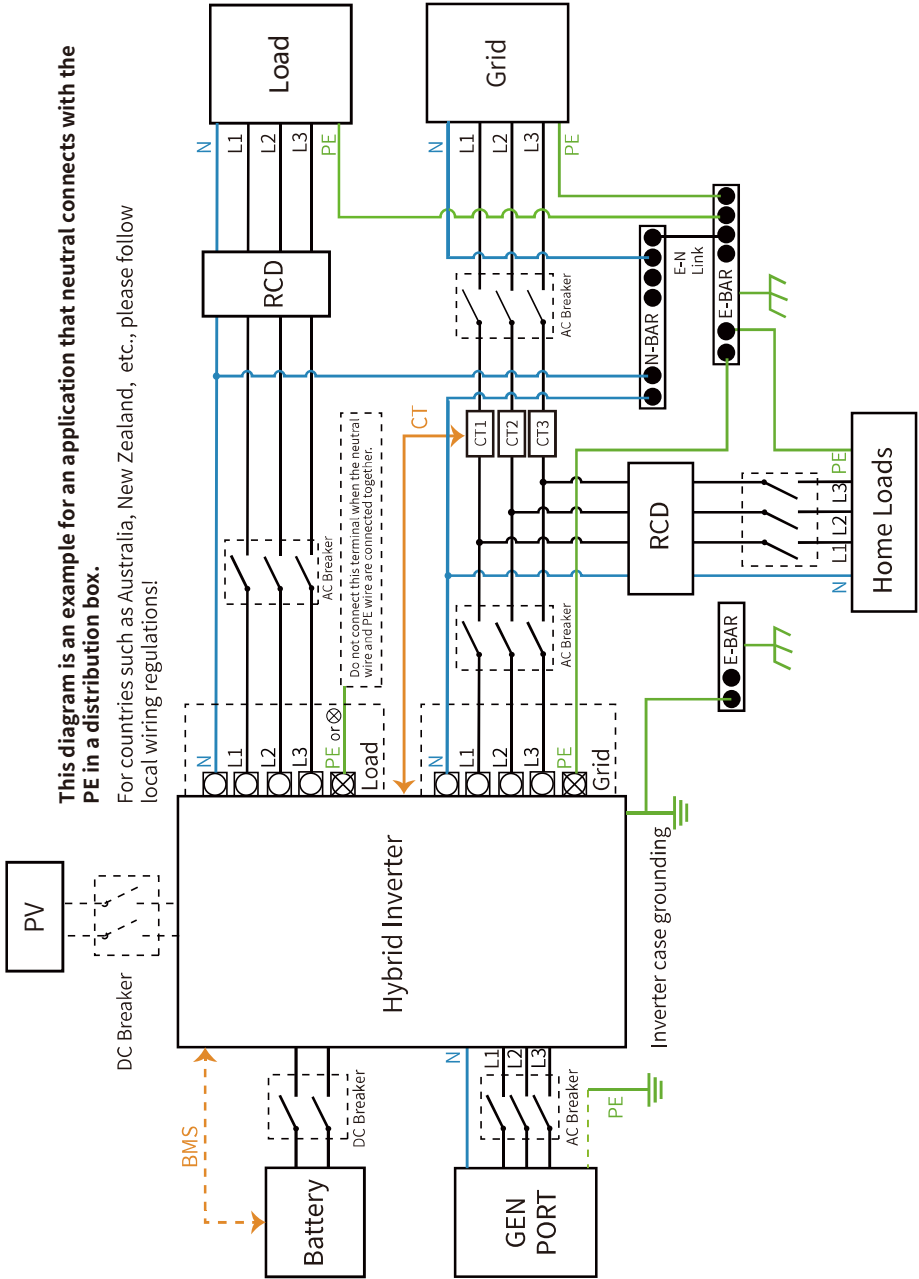 This diagram is an example for an application that neutral connects with the
PE in a distribution box.
For countries such as Australia, New Zealand, etc., please follow
local wiring regulations!
PV
DC Breaker
BMS
Battery
DC Breaker
Hybrid Inverter
N
L1
L2
L3
PE or
Load
AC Breaker
RCD
N
L1
L2
L3
PE
Load
Do not connect this terminal when the neutral
wire and PE wire are connected together.
CT
GEN
PORT
N
L1
L2
L3
AC Breaker
PE
N
L1
L2
L3
PE
Grid
AC Breaker
CT1
CT2
CT3
AC Breaker
N
L1
L2
L3
PE
Grid
Inverter case grounding
E-BAR
RCD
N-BAR
E-N
Link
E-BAR
N
L1
L2
L3
PE
Home Loads